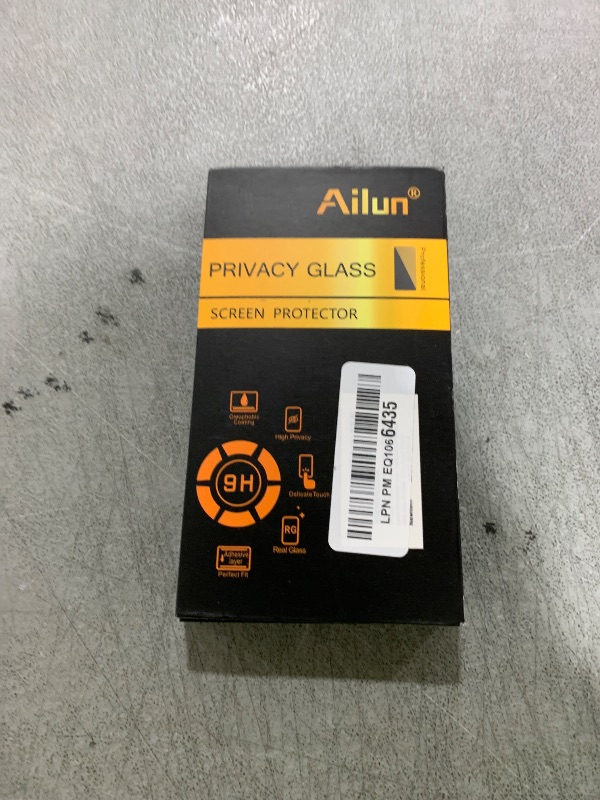 Ailun®
PRIVACY GLASS
Professional
SCREEN PROTECTOR
Oleophobic
Coating
High Privacy
9H
Delicate Touch
RG
Real Glass
Adhesive
layer
Perfect Fit
LPN PM EQ1066435